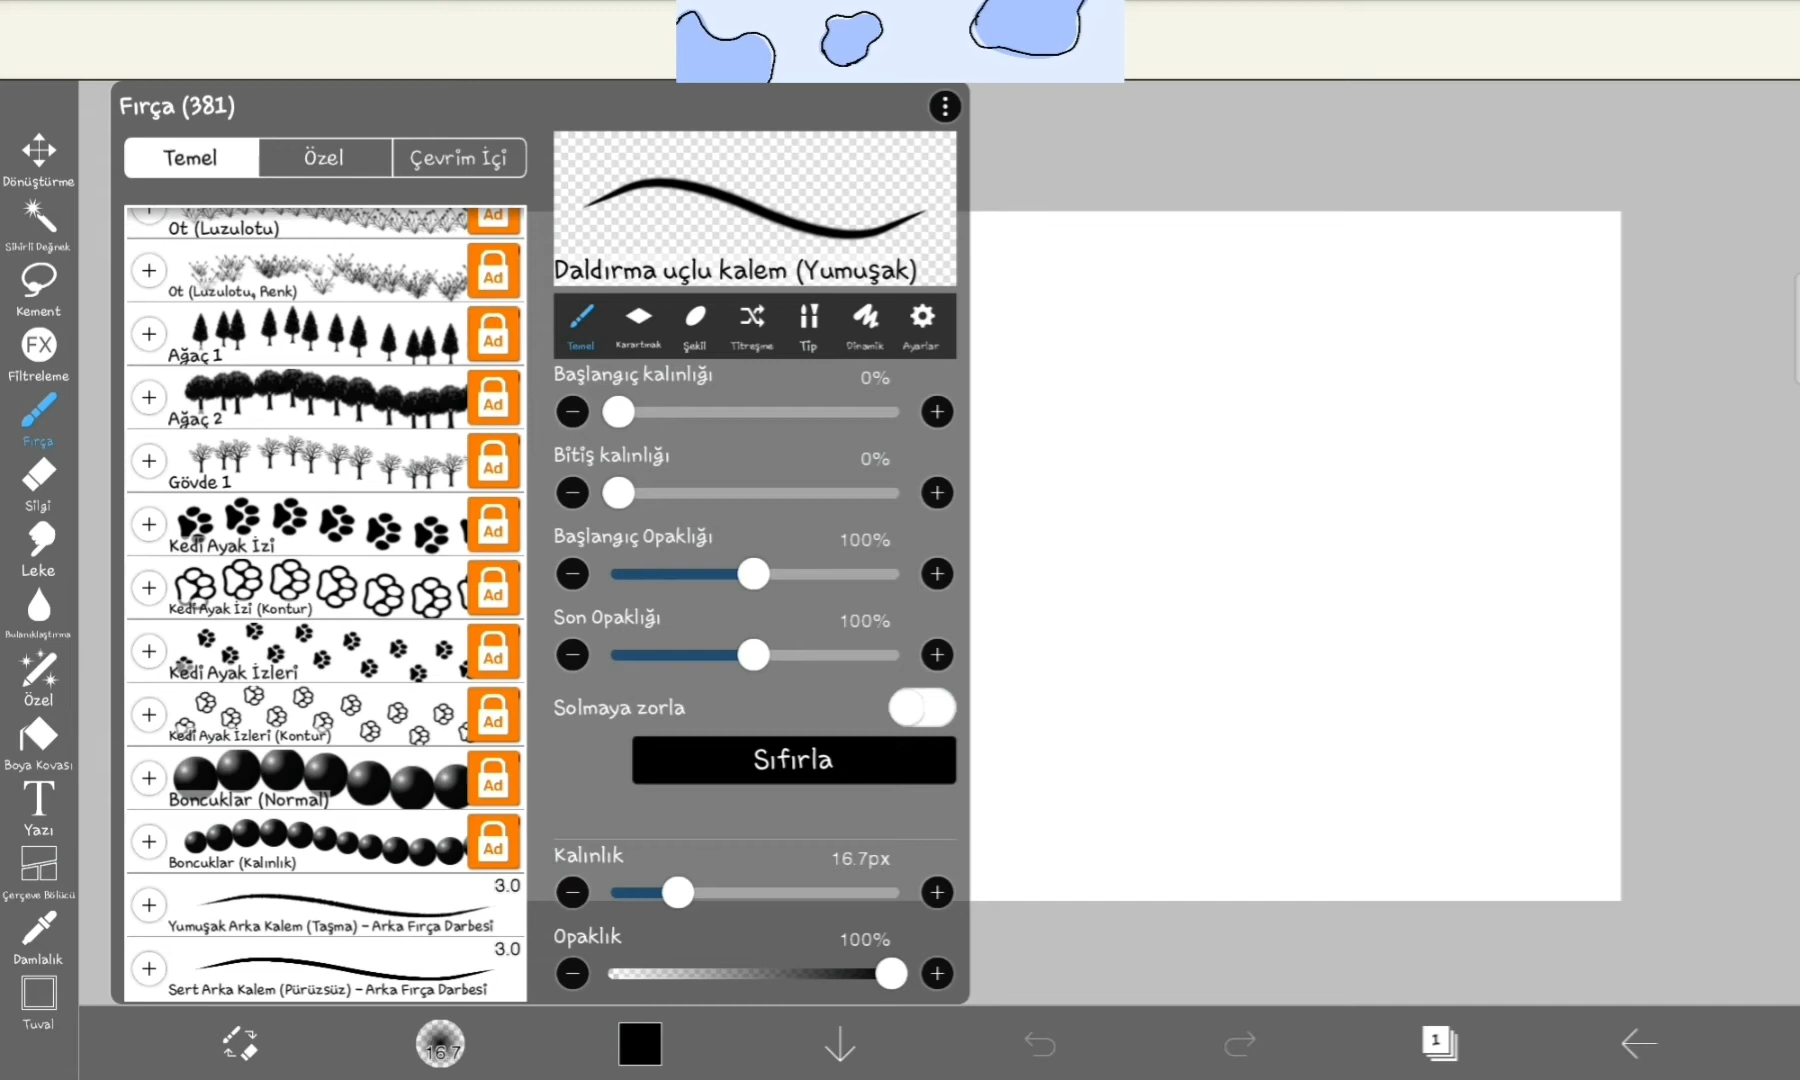 Fırça (381)
Temel
Özel
Çevrim İçi
Dönüştürme
Sihirli Değnek
Kement
FX
Filtreleme
Fırça
Silgi
Leke
Bulanıklaştırma
Özel
Boya Kovası
T
Yazı
Çerçeve Bölücü
Damlalık
Tuval
Ad
Ot (Luzulotu)
Ad
Ot (Luzulotu, Renk)
Ad
Ağaç 1
Ad
Ağaç 2
Ad
Gövde 1
Ad
Kedi Ayak İzi
Ad
Kedi Ayak İzi (Kontur)
Ad
Kedi Ayak İzleri
Ad
Kedi Ayak İzleri (Kontur)
Ad
Boncuklar (Normal)
Ad
Boncuklar (Kalınlık)
3.0
Yumuşak Arka Kalem (Taşma) - Arka Fırça Darbesi
3.0
Sert Arka Kalem (Pürüzsüz) - Arka Fırça Darbesi
Daldırma uçlu kalem (Yumuşak)
Temel
Karartmak
Şekil
Titreşme
Tip
Dinamik
Ayarlar
Başlangıç kalınlığı 0%
Bitiş kalınlığı 0%
Başlangıç Opaklığı 100%
Son Opaklığı 100%
Solmaya zorla
Sıfırla
Kalınlık 16.7px
Opaklık 100%
16.7
1